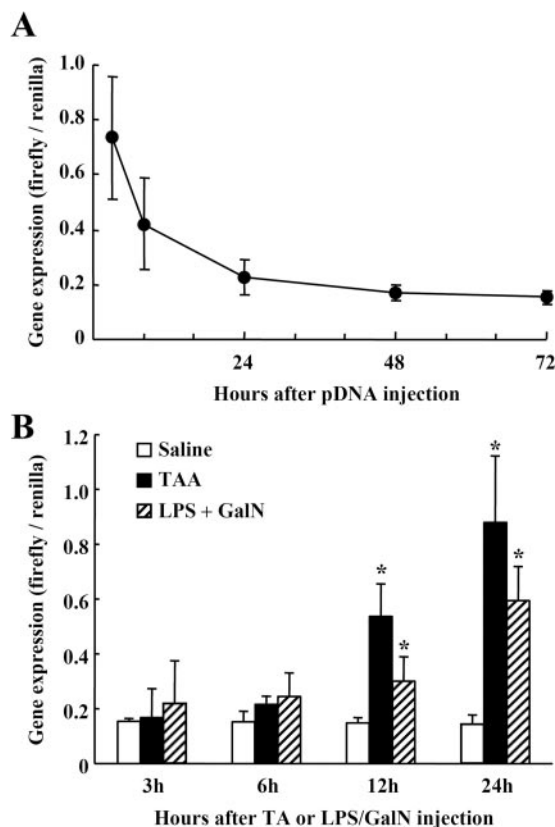 A
Gene expression (firefly / renilla)
1.0
0.8
0.6
0.4
0.2
0
24
48
72
Hours after pDNA injection
B
Gene expression (firefly / renilla)
1.2
1.0
0.8
0.6
0.4
0.2
0
Saline
TAA
LPS + GalN
*
*
*
*
3h
6h
12h
24h
Hours after TA or LPS/GalN injection